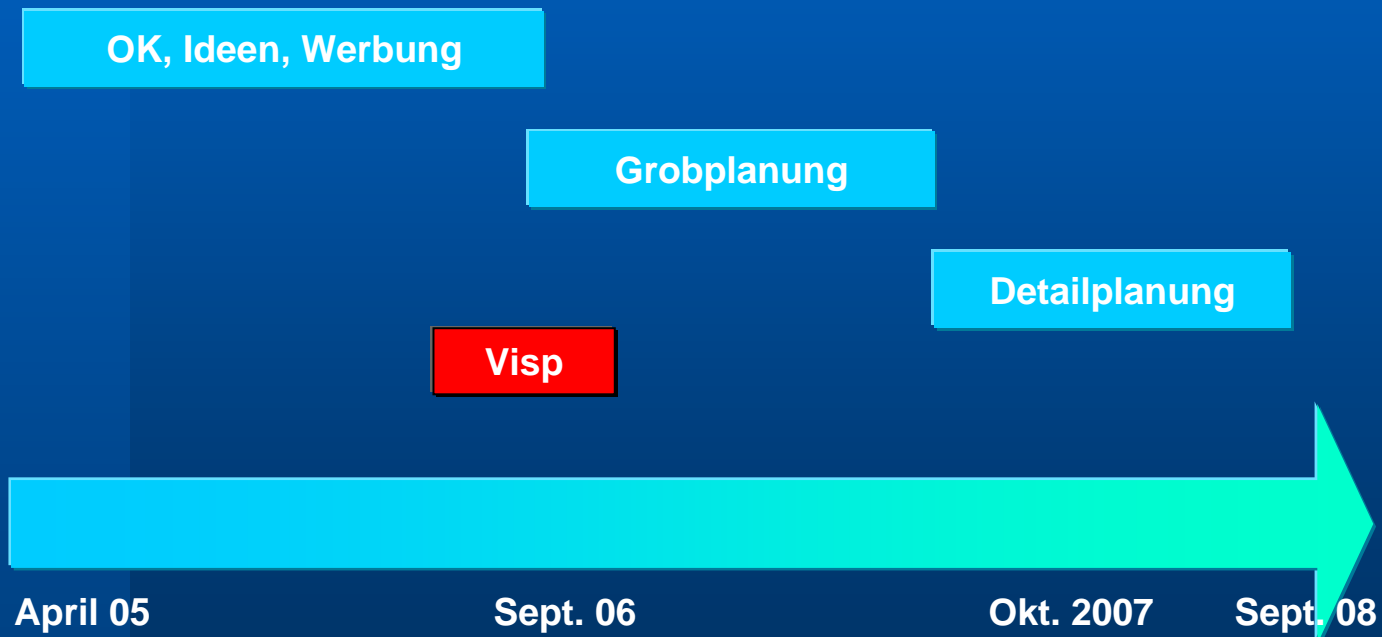 OK, Ideen, Werbung
Grobplanung
Detailplanung
Visp
April 05
Sept. 06
Okt. 2007
Sept. 08